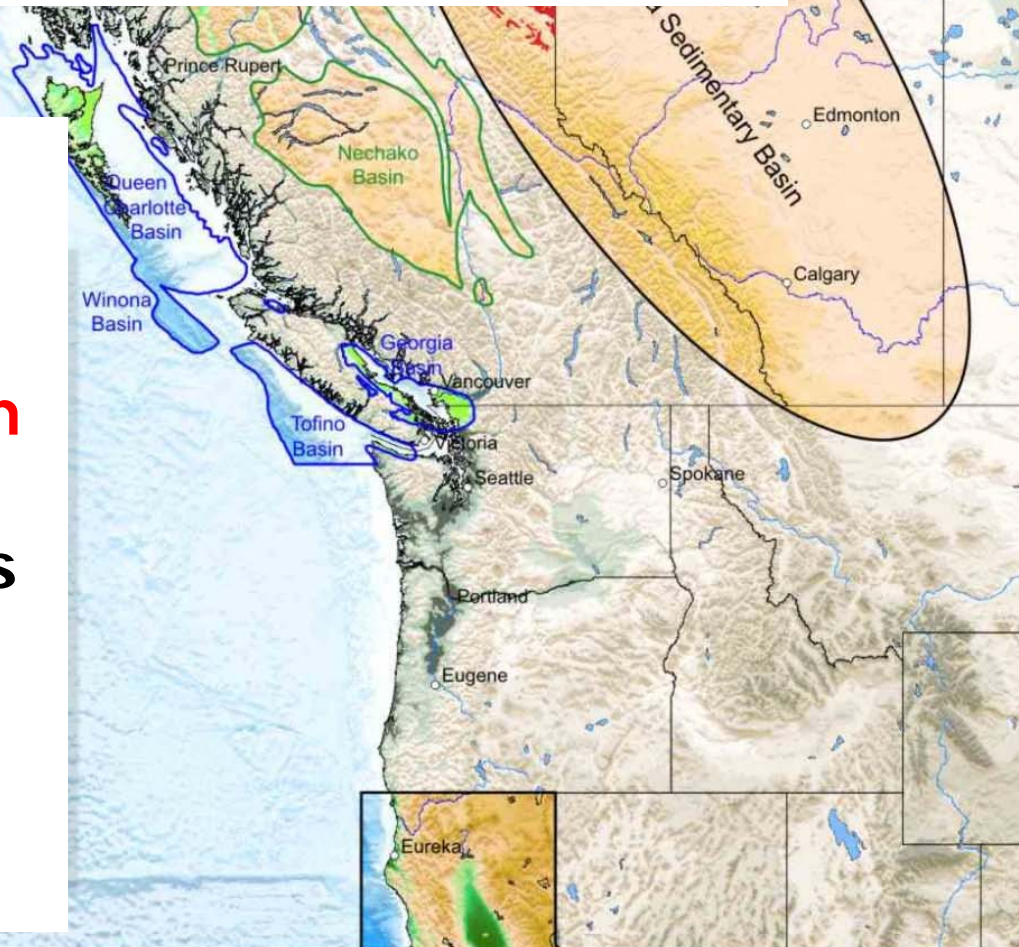 Sedimentary Basin
Prince Rupert
Edmonton
Nechako
Basin
Queen
Charlotte
Basin
Calgary
Winona
Basin
Georgia
Basin
Vancouver
n
Tofino
Basin
Victoria
Seattle
Spokane
s
Portland
Eugene
Eureka